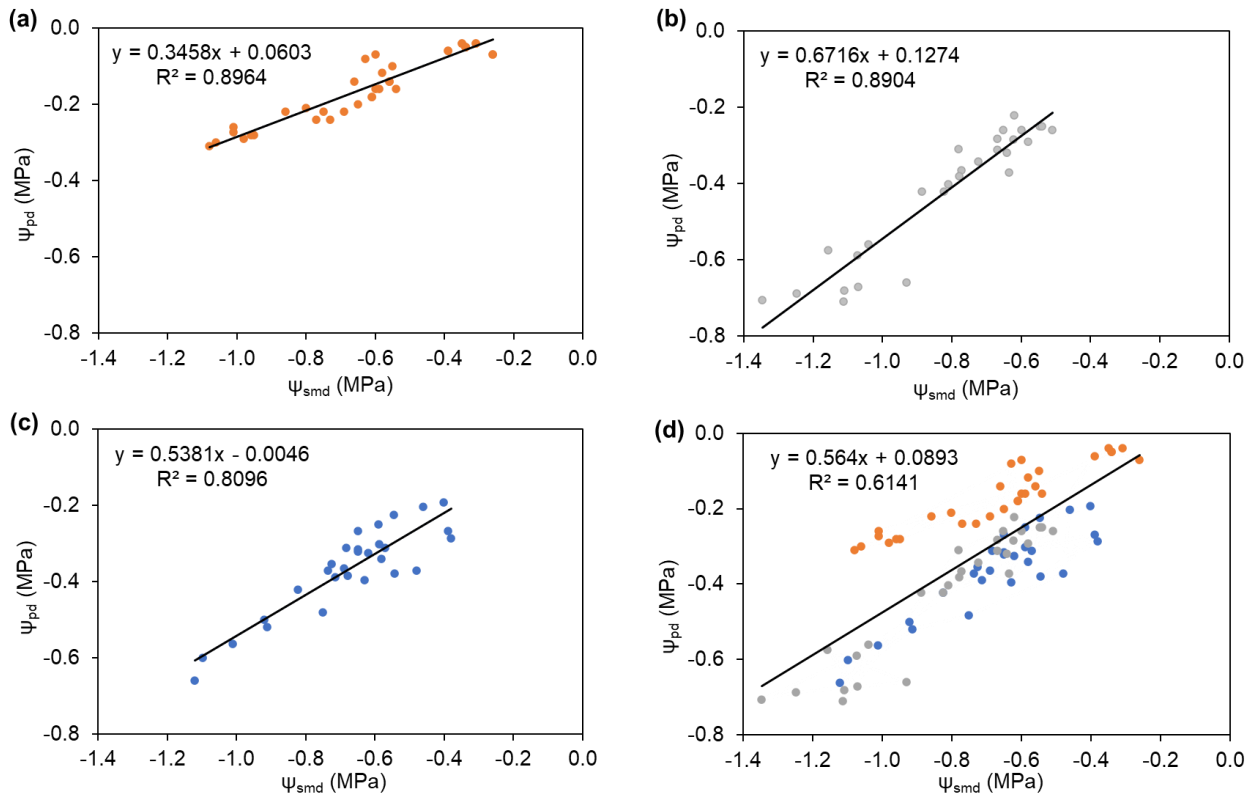 (a)
y = 0.3458x + 0.0603
R² = 0.8964
0.0
-0.2
-0.4
-0.6
-0.8
Ψpd (MPa)
-1.4 -1.2 -1.0 -0.8 -0.6 -0.4 -0.2 0.0
Ψsmd (MPa)
(b)
y = 0.6716x + 0.1274
R² = 0.8904
0.0
-0.2
-0.4
-0.6
-0.8
Ψpd (MPa)
-1.4 -1.2 -1.0 -0.8 -0.6 -0.4 -0.2 0.0
Ψsmd (MPa)
(c)
y = 0.5381x - 0.0046
R² = 0.8096
0.0
-0.2
-0.4
-0.6
-0.8
Ψpd (MPa)
-1.4 -1.2 -1.0 -0.8 -0.6 -0.4 -0.2 0.0
Ψsmd (MPa)
(d)
y = 0.564x + 0.0893
R² = 0.6141
0.0
-0.2
-0.4
-0.6
-0.8
Ψpd (MPa)
-1.4 -1.2 -1.0 -0.8 -0.6 -0.4 -0.2 0.0
Ψsmd (MPa)